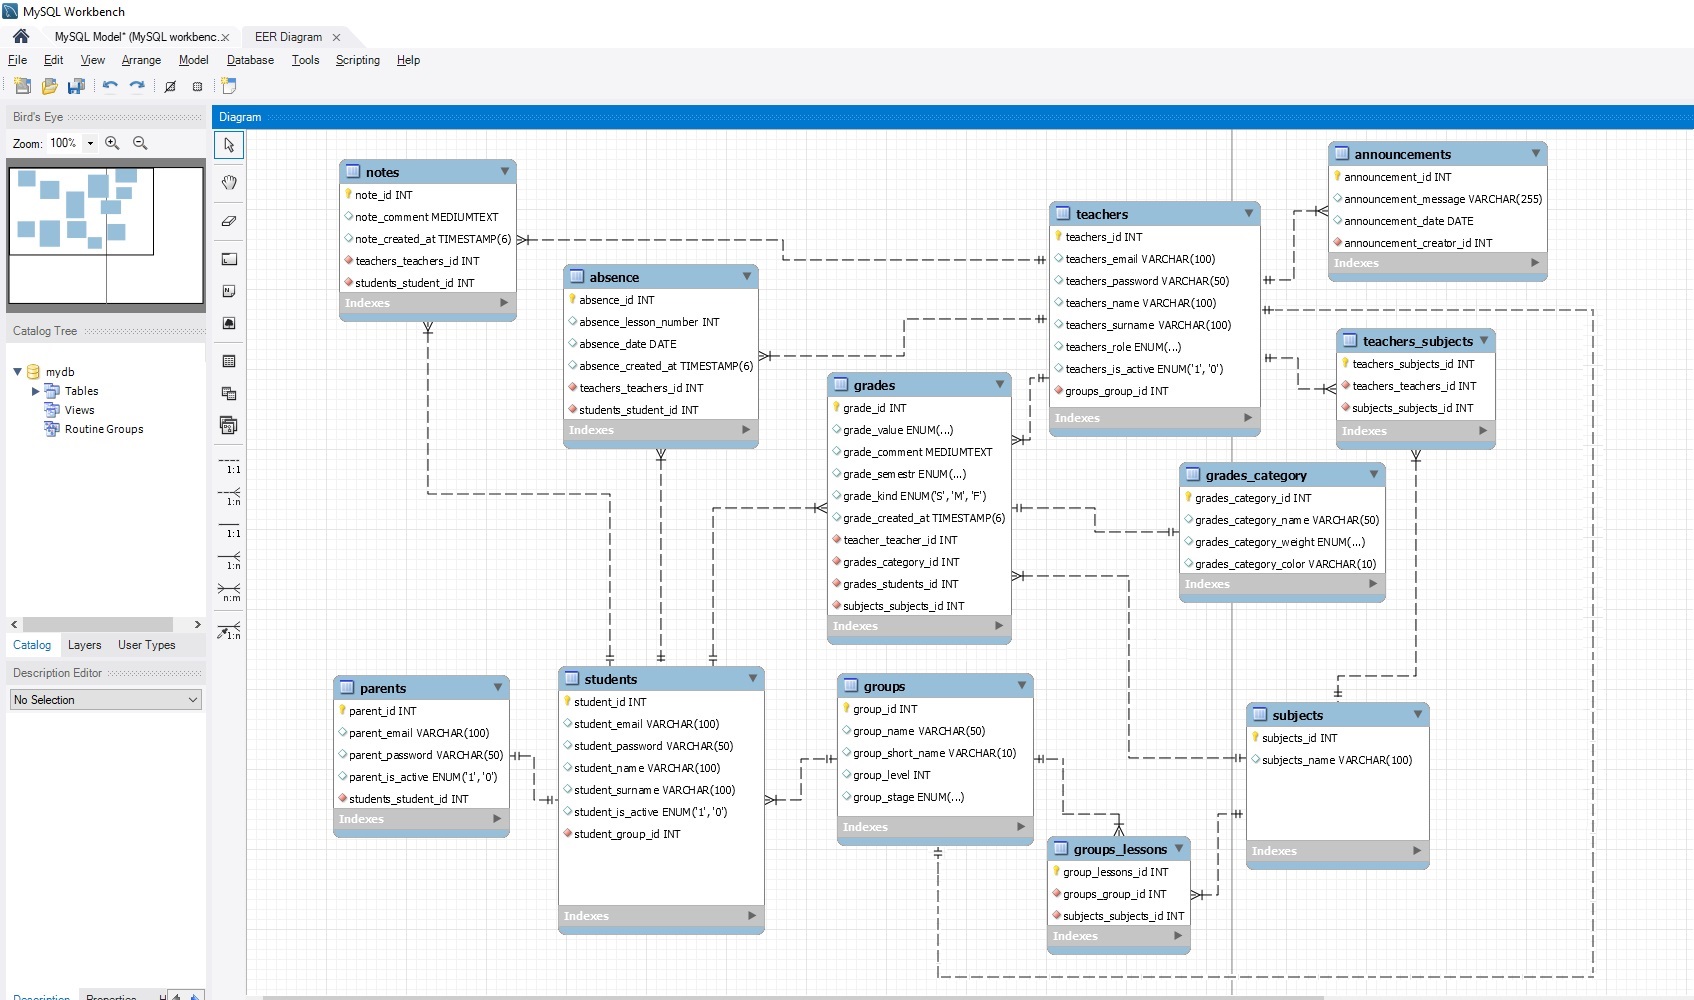 MySQL Workbench
MySQL Model* (MySQL workbenc.. ×
EER Diagram ×
File Edit View Arrange Model Database Tools Scripting Help
Bird's Eye
Zoom: 100%
Catalog Tree
mydb
Tables
Views
Routine Groups
Catalog Layers User Types
Description Editor
No Selection
Description Properties H
Diagram
1:1
1:n
1:1
1:n
n:m
1:n
notes
note_id INT
note_comment MEDIUMTEXT
note_created_at TIMESTAMP(6)
teachers_teachers_id INT
students_student_id INT
Indexes
absence
absence_id INT
absence_lesson_number INT
absence_date DATE
absence_created_at TIMESTAMP(6)
teachers_teachers_id INT
students_student_id INT
Indexes
grades
grade_id INT
grade_value ENUM(...)
grade_comment MEDIUMTEXT
grade_semestr ENUM(...)
grade_kind ENUM('S', 'M', 'F')
grade_created_at TIMESTAMP(6)
teacher_teacher_id INT
grades_category_id INT
grades_students_id INT
subjects_subjects_id INT
Indexes
teachers
teachers_id INT
teachers_email VARCHAR(100)
teachers_password VARCHAR(50)
teachers_name VARCHAR(100)
teachers_surname VARCHAR(100)
teachers_role ENUM(...)
teachers_is_active ENUM('1', '0')
groups_group_id INT
Indexes
announcements
announcement_id INT
announcement_message VARCHAR(255)
announcement_date DATE
announcement_creator_id INT
Indexes
teachers_subjects
teachers_subjects_id INT
teachers_teachers_id INT
subjects_subjects_id INT
Indexes
grades_category
grades_category_id INT
grades_category_name VARCHAR(50)
grades_category_weight ENUM(...)
grades_category_color VARCHAR(10)
Indexes
parents
parent_id INT
parent_email VARCHAR(100)
parent_password VARCHAR(50)
parent_is_active ENUM('1', '0')
students_student_id INT
Indexes
students
student_id INT
student_email VARCHAR(100)
student_password VARCHAR(50)
student_name VARCHAR(100)
student_surname VARCHAR(100)
student_is_active ENUM('1', '0')
student_group_id INT
Indexes
groups
group_id INT
group_name VARCHAR(50)
group_short_name VARCHAR(10)
group_level INT
group_stage ENUM(...)
Indexes
groups_lessons
group_lessons_id INT
groups_group_id INT
subjects_subjects_id INT
Indexes
subjects
subjects_id INT
subjects_name VARCHAR(100)
Indexes